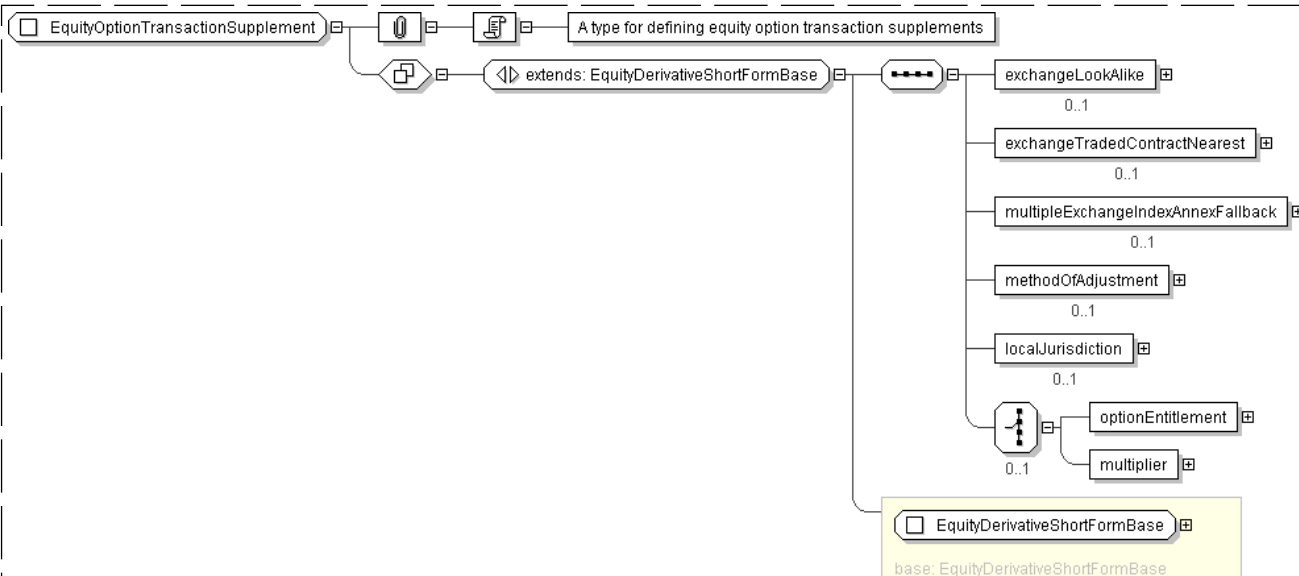 EquityOptionTransactionSupplement
A type for defining equity option transaction supplements
extends: EquityDerivativeShortFormBase
exchangeLookAlike
0..1
exchangeTradedContractNearest
0..1
multipleExchangeIndexAnnexFallback
0..1
methodOfAdjustment
0..1
localJurisdiction
0..1
optionEntitlement
0..1
multiplier
EquityDerivativeShortFormBase
base: EquityDerivativeShortFormBase